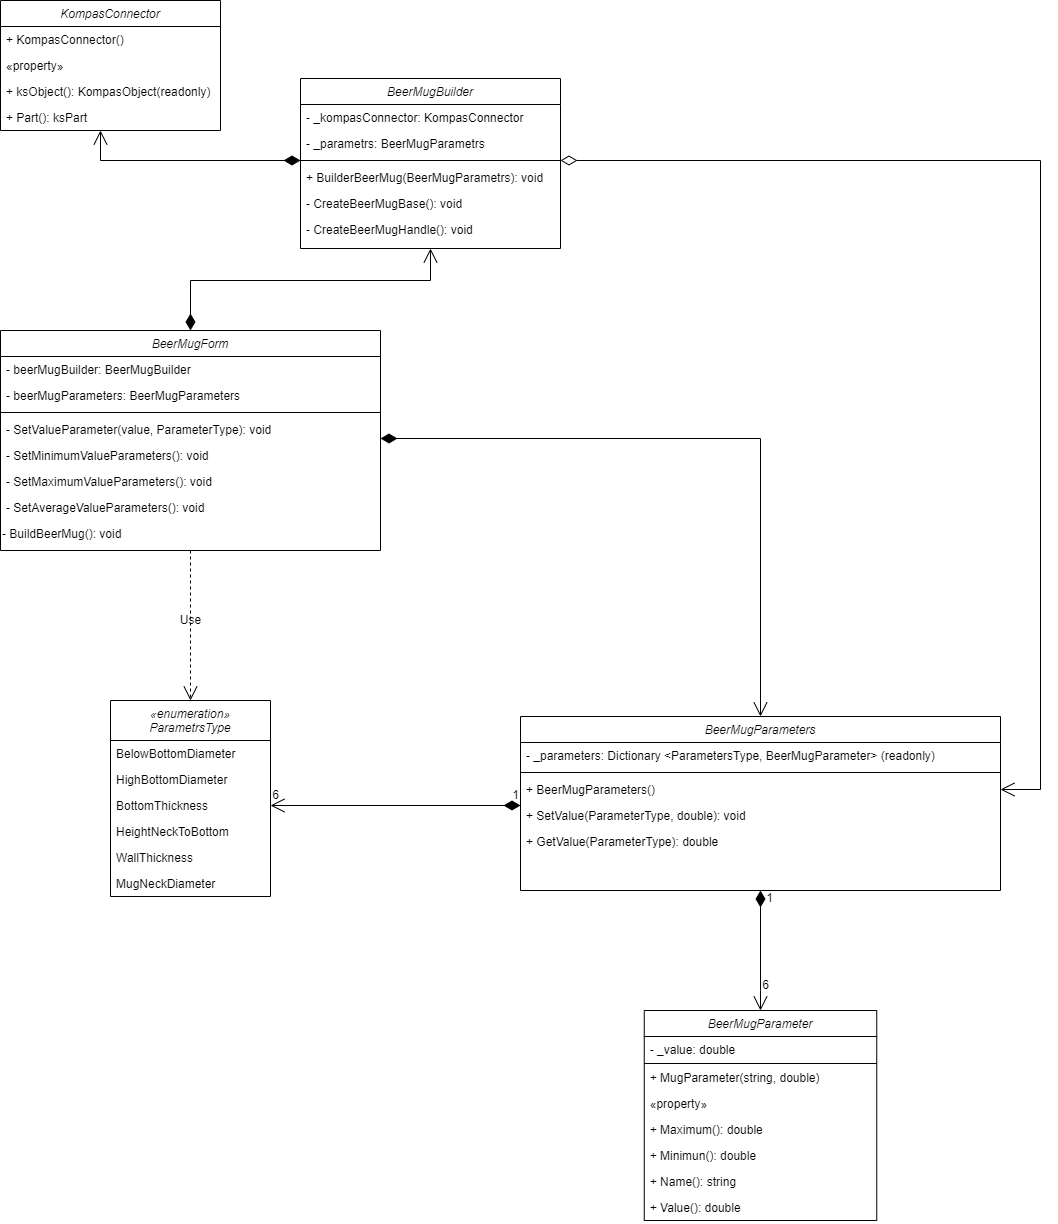 KompasConnector
+ KompasConnector()
«property»
+ ksObject(): KompasObject(readonly)
+ Part(): ksPart
BeerMugBuilder
- _kompasConnector: KompasConnector
- _parametrs: BeerMugParametrs
+ BuilderBeerMug(BeerMugParametrs): void
- CreateBeerMugBase(): void
- CreateBeerMugHandle(): void
BeerMugForm
- beerMugBuilder: BeerMugBuilder
- beerMugParameters: BeerMugParameters
- SetValueParameter(value, ParameterType): void
- SetMinimumValueParameters(): void
- SetMaximumValueParameters(): void
- SetAverageValueParameters(): void
- BuildBeerMug(): void
Use
«enumeration»
ParametrsType
BelowBottomDiameter
HighBottomDiameter
BottomThickness
HeightNeckToBottom
WallThickness
MugNeckDiameter
6
1
BeerMugParameters
- _parameters: Dictionary <ParametersType, BeerMugParameter> (readonly)
+ BeerMugParameters()
+ SetValue(ParameterType, double): void
+ GetValue(ParameterType): double
1
6
BeerMugParameter
- _value: double
+ MugParameter(string, double)
«property»
+ Maximum(): double
+ Minimun(): double
+ Name(): string
+ Value(): double